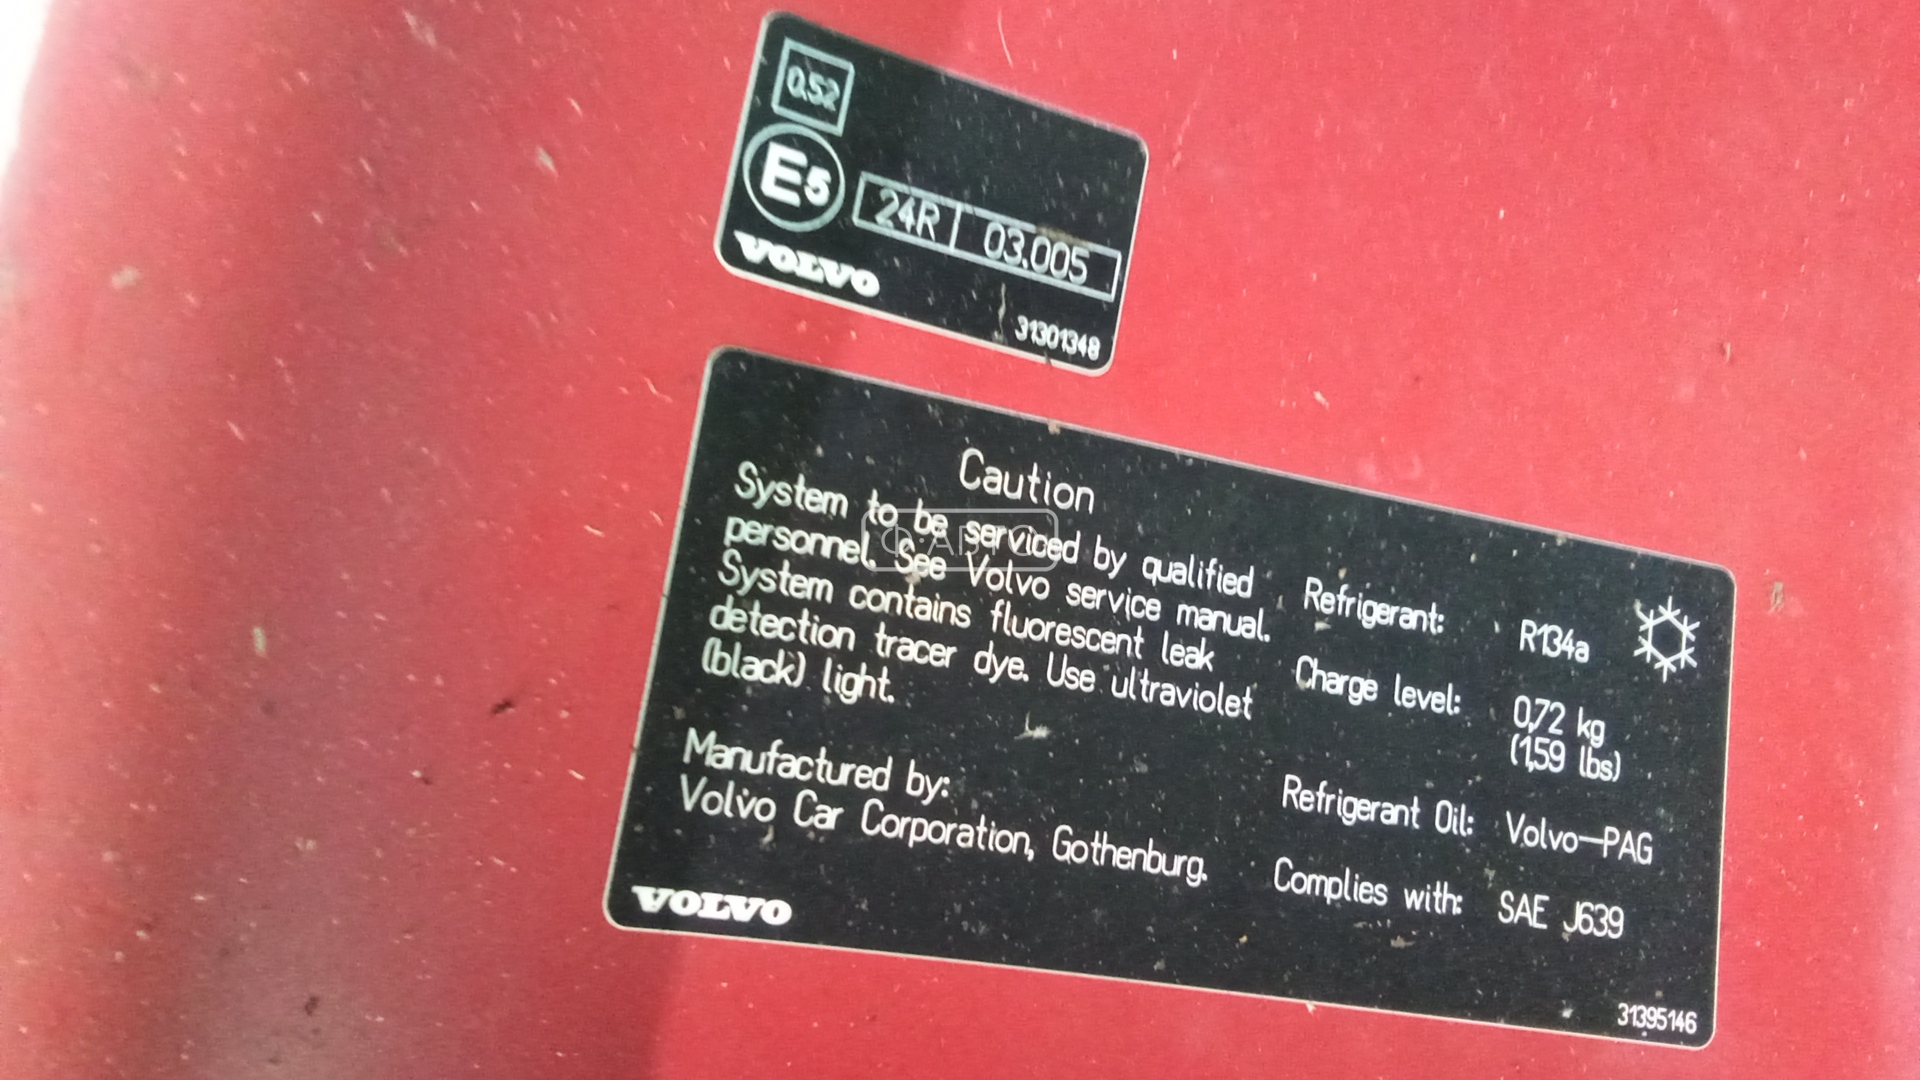 0.52
E5
24R 03.005
VOLVO
31301348
Caution
System to be serviced by qualified
personnel. See Volvo service manual.
System contains fluorescent leak
detection tracer dye. Use ultraviolet
(black) light.
Manufactured by:
Volvo Car Corporation, Gothenburg.
VOLVO
Refrigerant: R134a
Charge level: 0,72 kg
(1,59 lbs)
Refrigerant Oil: Volvo-PAG
Complies with: SAE J639
31395146